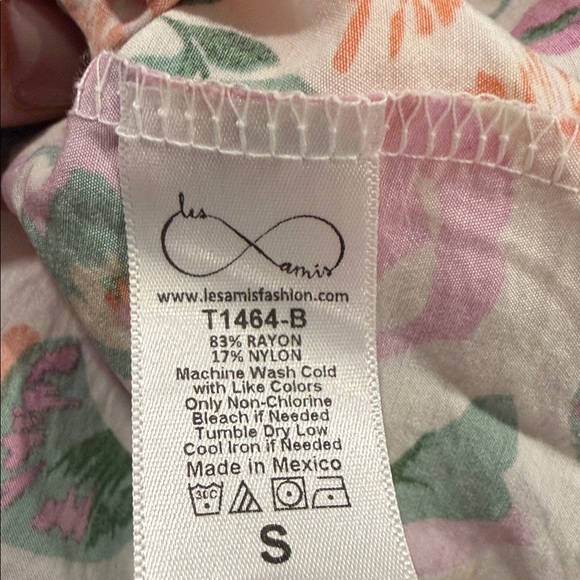 les
amis
www.lesamisfashion.com
T1464-B
83% RAYON
17% NYLON
Machine Wash Cold
with Like Colors
Only Non-Chlorine
Bleach if Needed
Tumble Dry Low
Cool Iron if Needed
Made in Mexico
30C
S